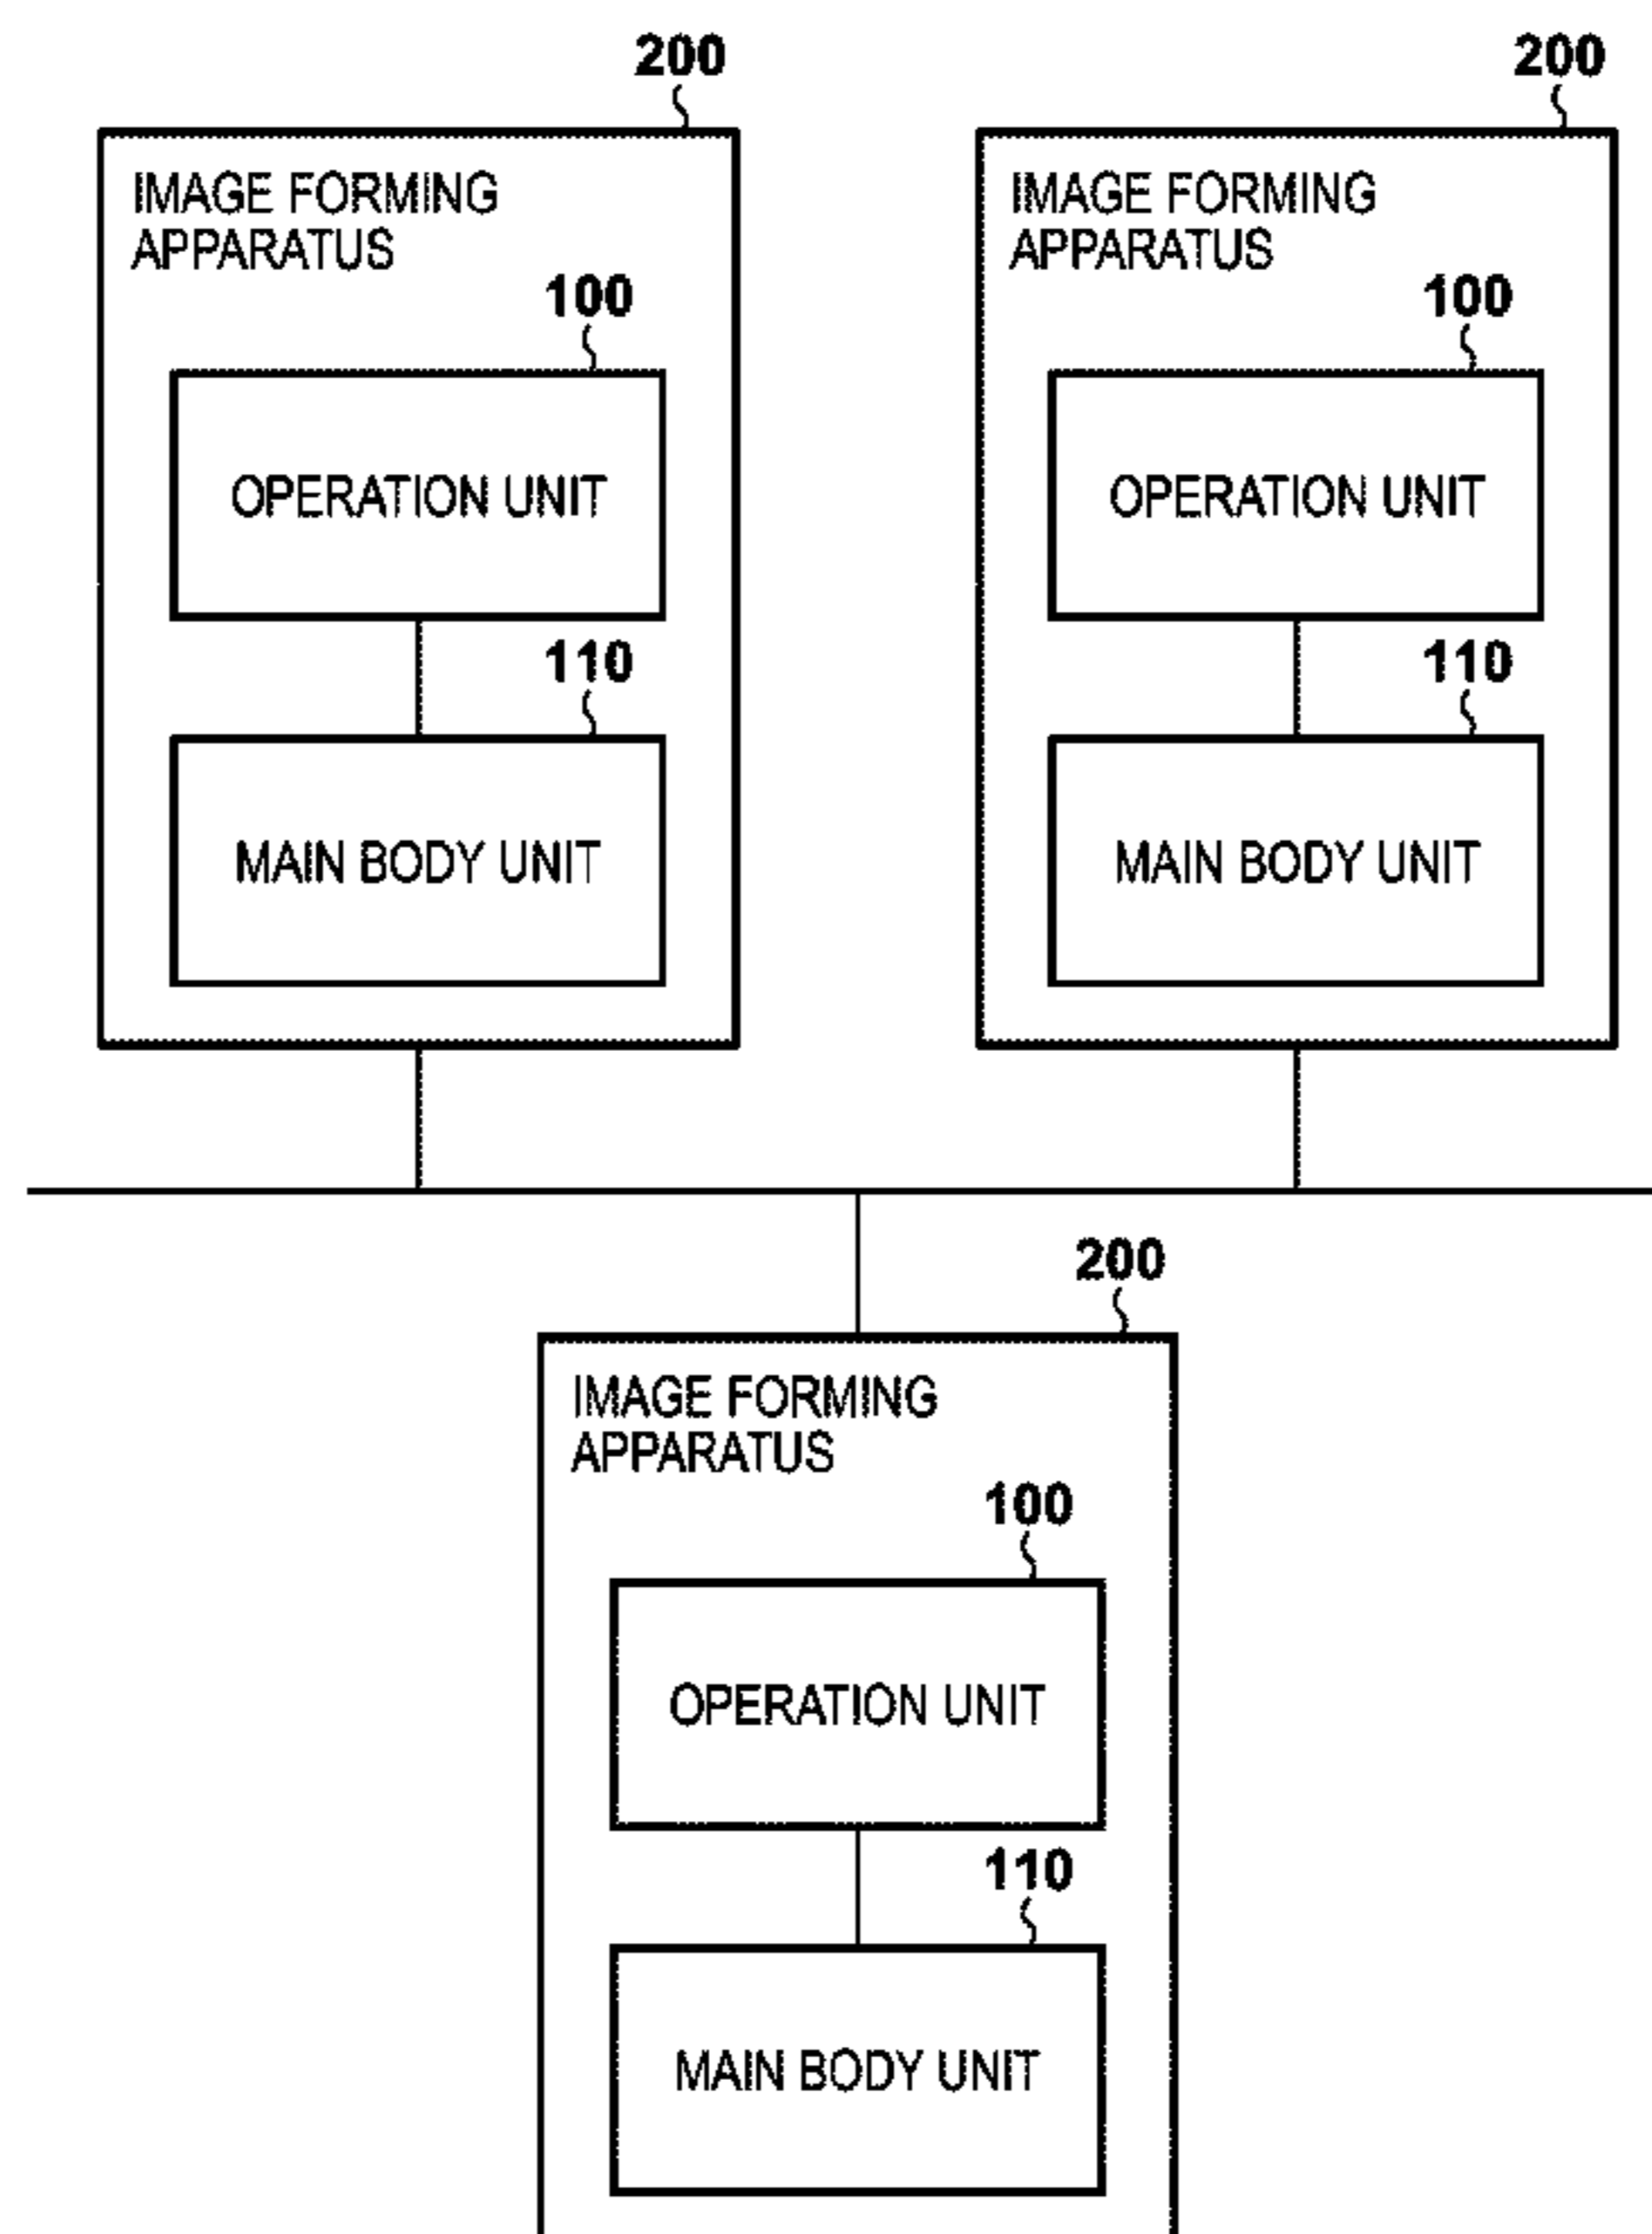 200
IMAGE FORMING
APPARATUS
100
OPERATION UNIT
110
MAIN BODY UNIT
200
IMAGE FORMING
APPARATUS
100
OPERATION UNIT
110
MAIN BODY UNIT
200
IMAGE FORMING
APPARATUS
100
OPERATION UNIT
110
MAIN BODY UNIT